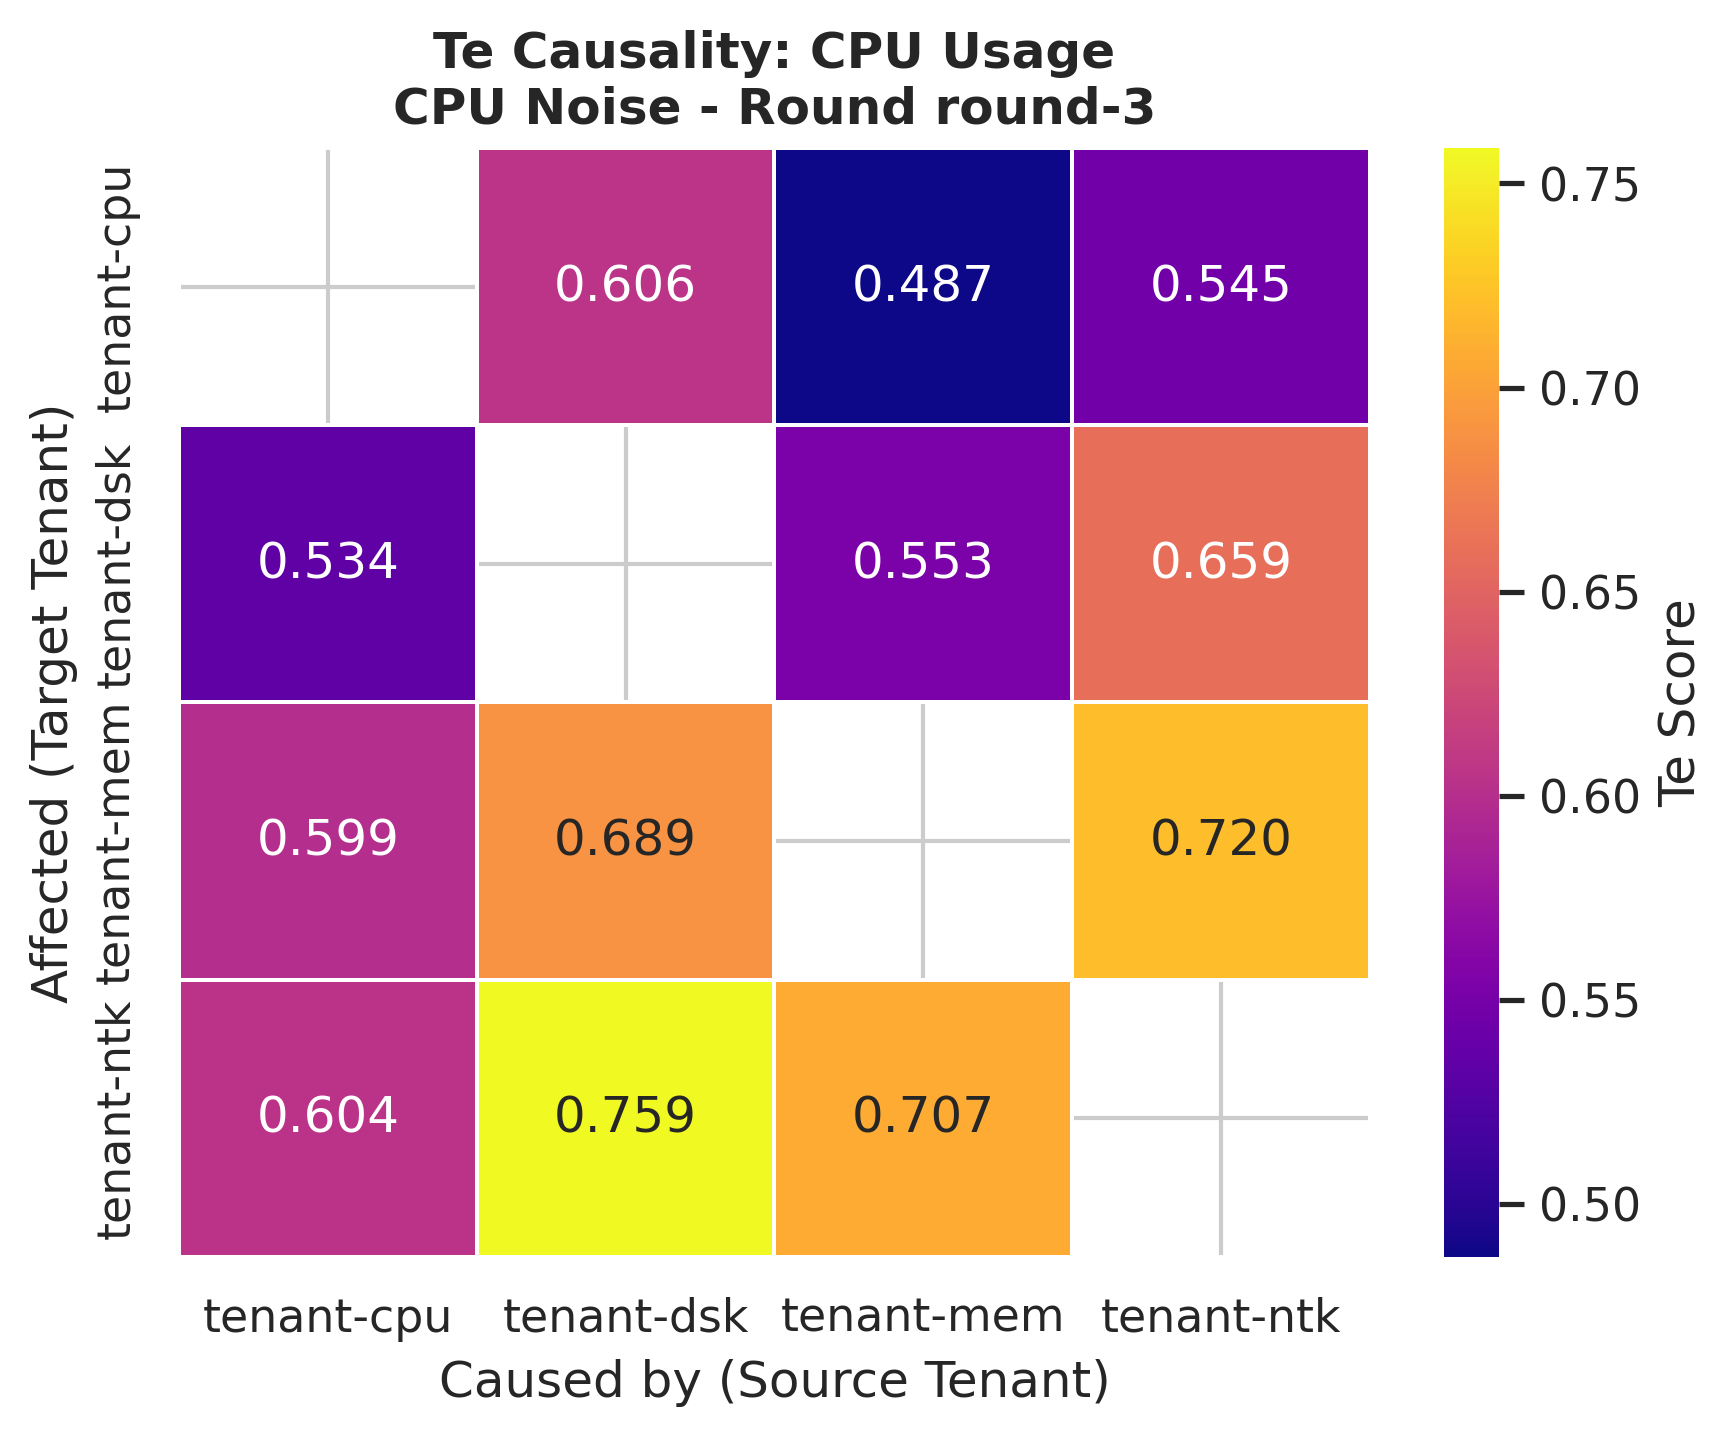 Te Causality: CPU Usage
CPU Noise - Round round-3
Affected (Target Tenant)
tenant-cpu
0.606 0.487 0.545
tenant-dsk
0.534 0.553 0.659
tenant-mem
0.599 0.689 0.720
tenant-ntk
0.604 0.759 0.707
tenant-cpu tenant-dsk tenant-mem tenant-ntk
Caused by (Source Tenant)
0.75
0.70
0.65
0.60
0.55
0.50
Te Score